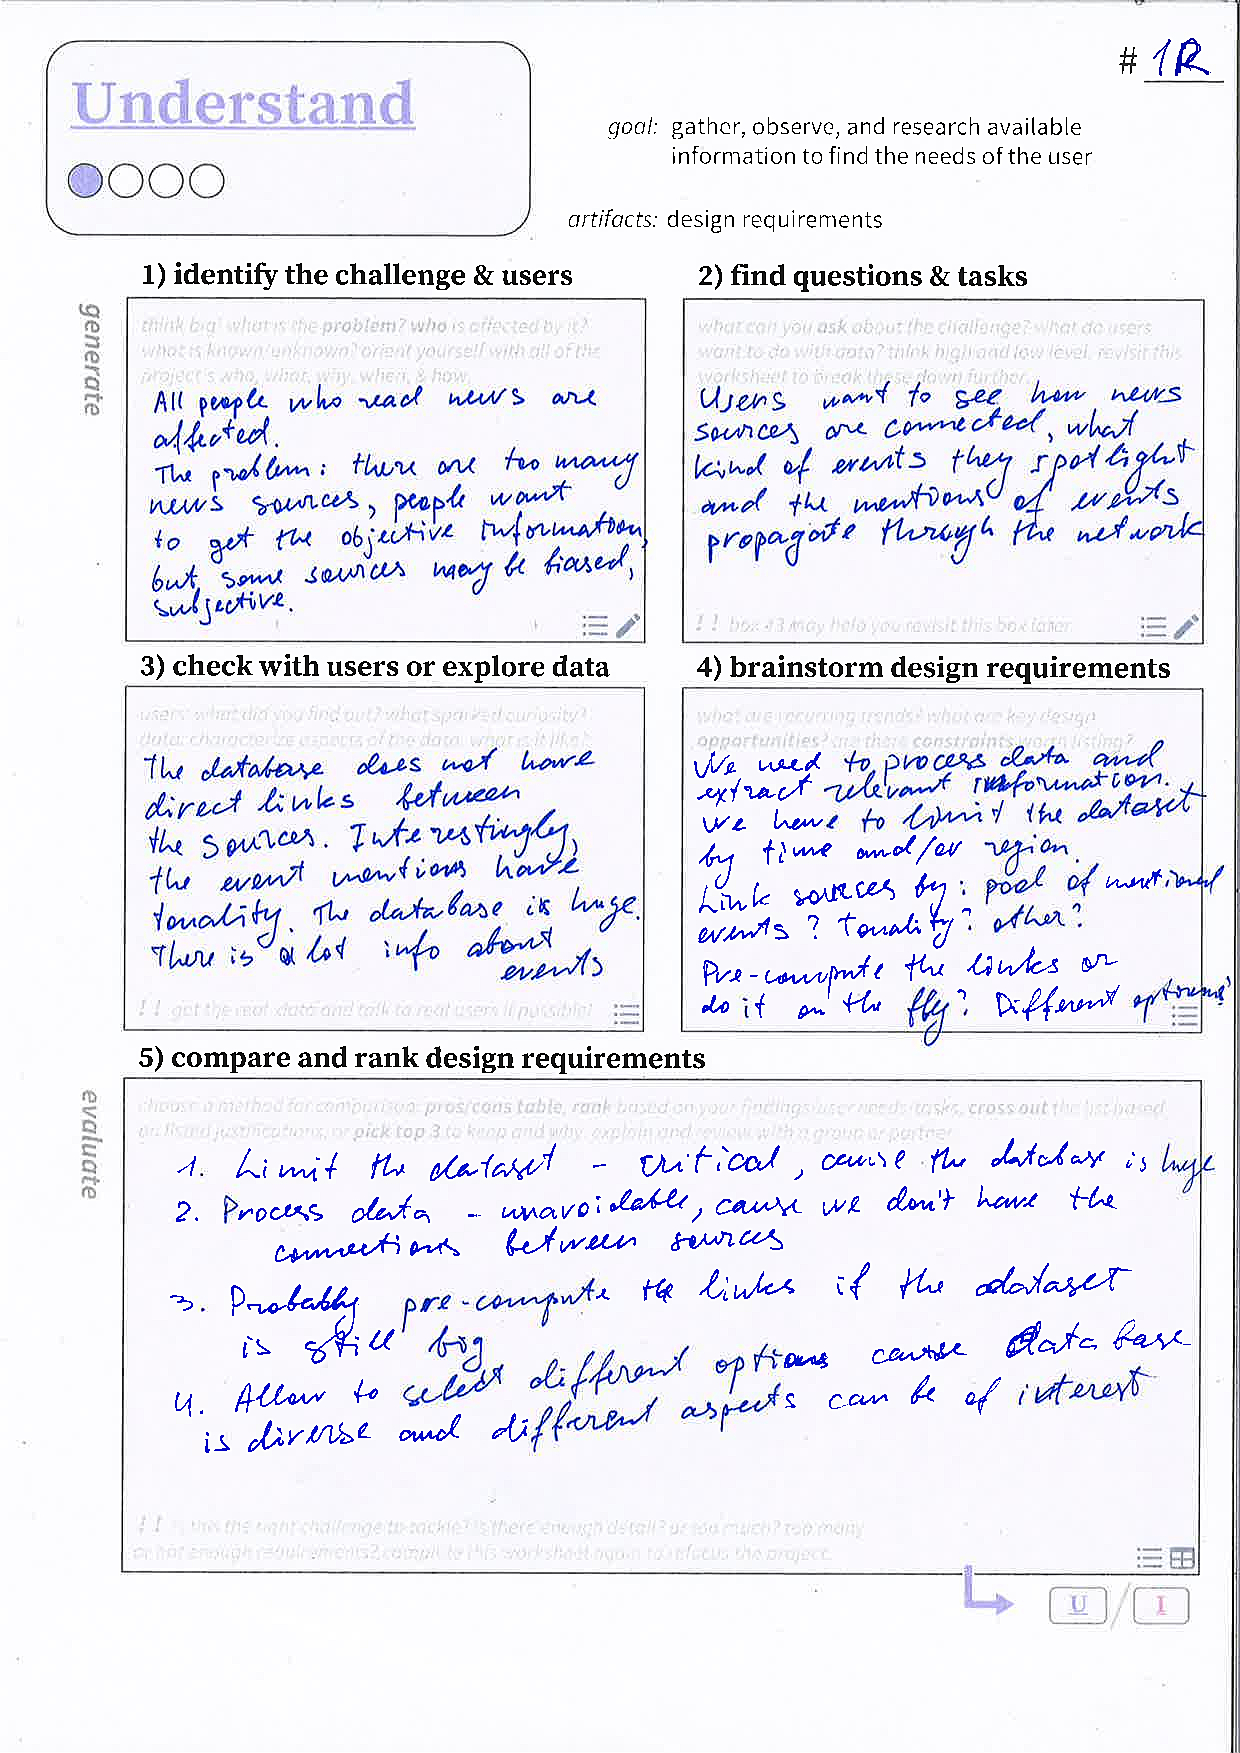 # 1R
Understand
goal: gather, observe, and research available
information to find the needs of the user
artifacts: design requirements
generate
1) identify the challenge & users
think big! what is the problem? who is affected by it?
what is known/unknown? orient yourself with all of the
project's who, what, why, when, & how.
All people who read news are
affected.
The problem: there are too many
news sources, people want
to get the objective information,
but some sources may be biased,
subjective.
2) find questions & tasks
what can you ask about the challenge? what do users
want to do with data? think high and low level, revisit this
worksheet to break these down further.
Users want to see how news
sources are connected, what
kind of events they spotlight
and the mentions of events
propagate through the network
!! box #3 may help you revisit this box later
3) check with users or explore data
users: what did you find out? what sparked curiosity?
data: characterize aspects of the data, what is it like?
The database does not have
direct links between
the sources. Interestingly,
the event mentions have
tonality. The database is huge.
There is a lot info about
events
!! get the real data and talk to real users if possible!
4) brainstorm design requirements
what are recurring trends? what are key design
opportunities? are there constraints worth listing?
We need to process data and
extract relevant information.
We have to limit the dataset
by time and/or region.
Link sources by: pool of mentioned
events? Tonality? other?
Pre-compute the links or
do it on the fly? Different options?
evaluate
5) compare and rank design requirements
choose a method for comparison: pros/cons table, rank based on your findings/user needs/tasks, cross out the list based
on listed justifications, or pick top 3 to keep and why. explain and review with a group or partner
1. Limit the dataset - critical, cause the database is huge
2. Process data - unavoidable, cause we don't have the
connections between sources
3. Probably pre-compute the links if the dataset
is still big
4. Allow to select different options cause database
is diverse and different aspects can be of interest
!! is this the right challenge to tackle? is there enough detail? or too much? too many
or not enough requirements? complete this worksheet again to refocus the project.
U / I